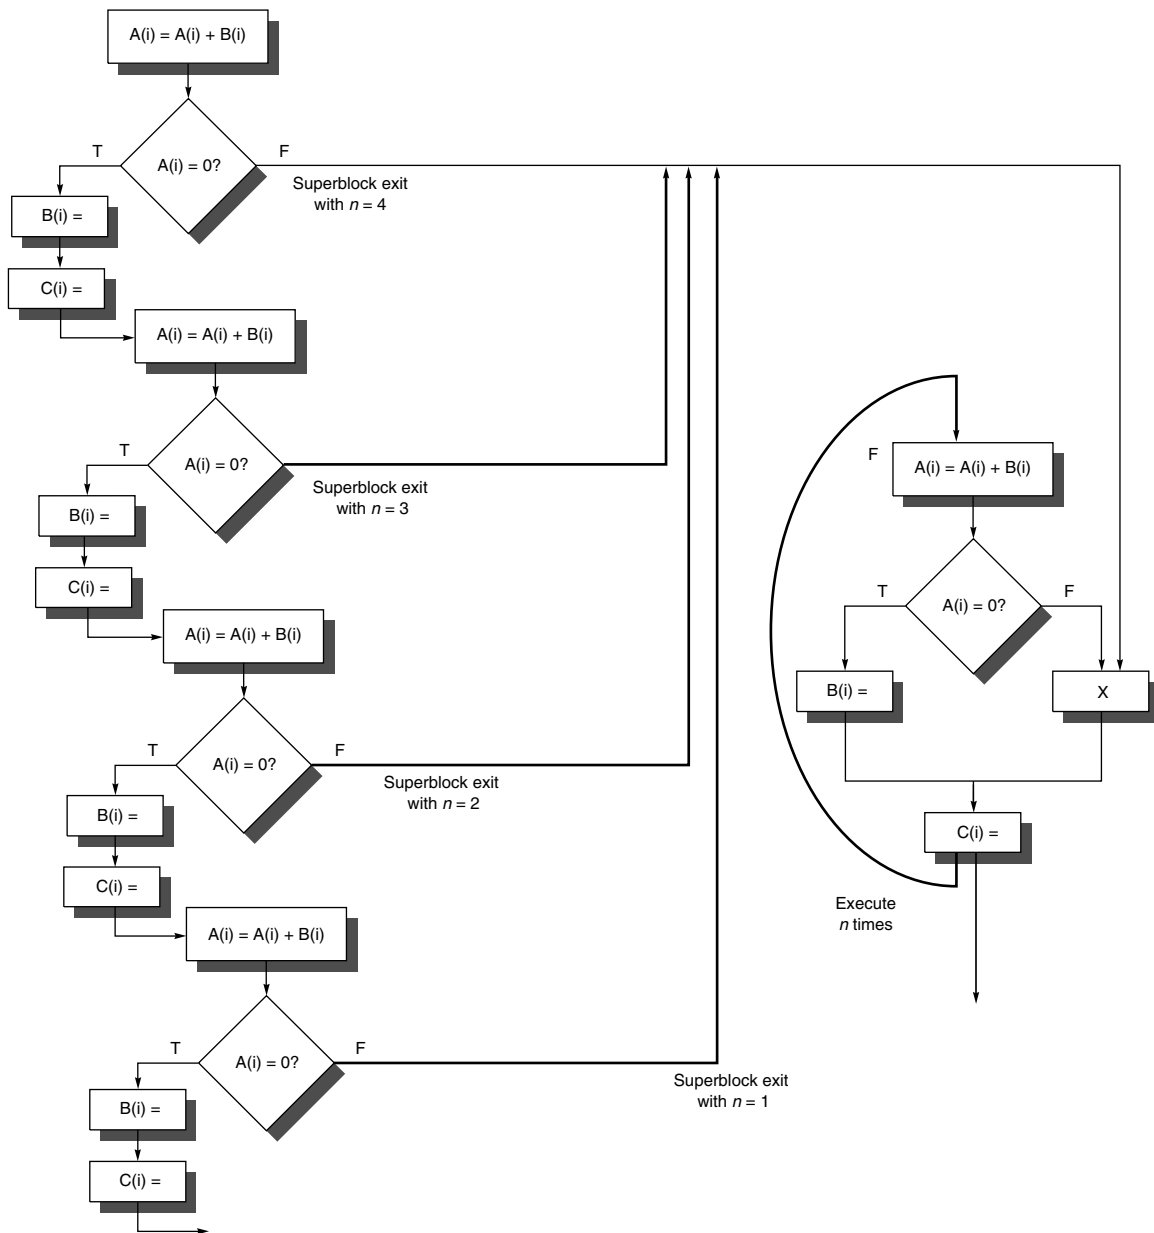 A(i) = A(i) + B(i)
T
A(i) = 0?
F
Superblock exit
with n = 4
B(i) =
C(i) =
A(i) = A(i) + B(i)
T
A(i) = 0?
Superblock exit
with n = 3
B(i) =
C(i) =
A(i) = A(i) + B(i)
T
A(i) = 0?
F
Superblock exit
with n = 2
B(i) =
C(i) =
A(i) = A(i) + B(i)
T
A(i) = 0?
F
Superblock exit
with n = 1
B(i) =
C(i) =
F
A(i) = A(i) + B(i)
T
A(i) = 0?
F
B(i) =
X
C(i) =
Execute
n times